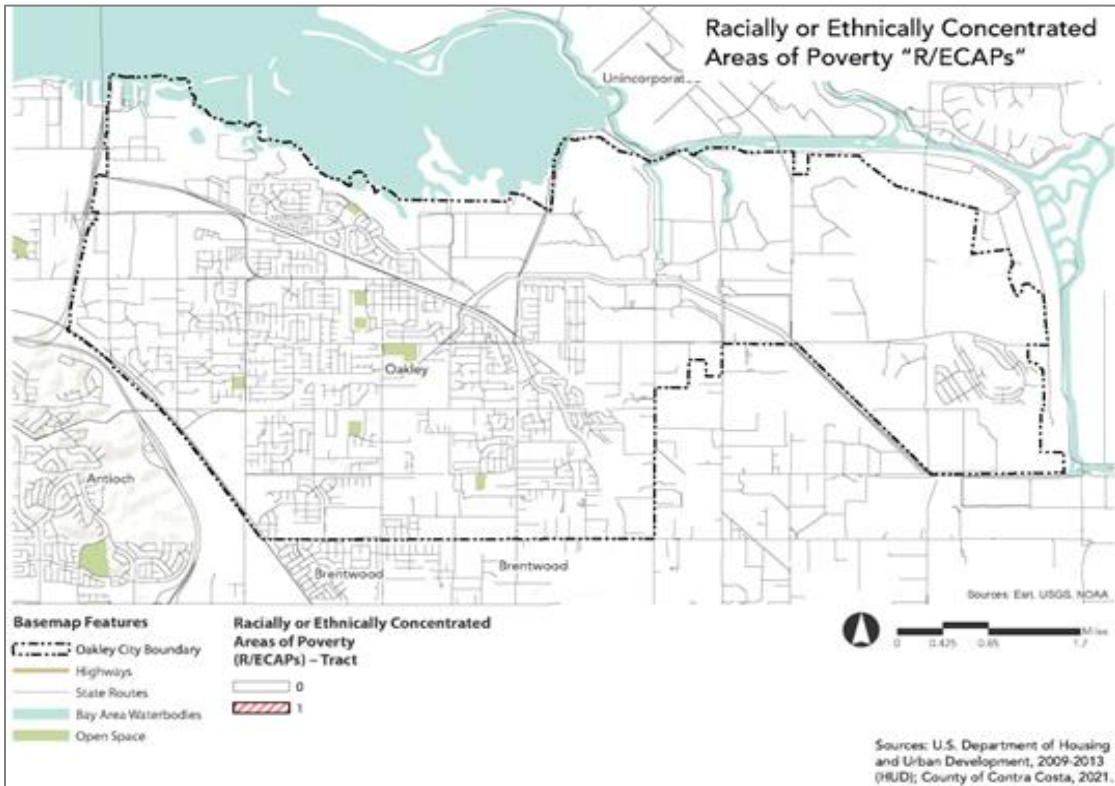 Racially or Ethnically Concentrated
Areas of Poverty "R/ECAPs"
Unincorporat
Oakley
Antioch
Brentwood
Brentwood
Sources: Esri, USGS, NOAA
Basemap Features
Oakley City Boundary
Highways
State Routes
Bay Area Waterbodies
Open Space
Racially or Ethnically Concentrated
Areas of Poverty
(R/ECAPs) – Tract
0
1
Miles
0 0.425 0.85 1.7
Sources: U.S. Department of Housing
and Urban Development, 2009-2013
(HUD); County of Contra Costa, 2021.